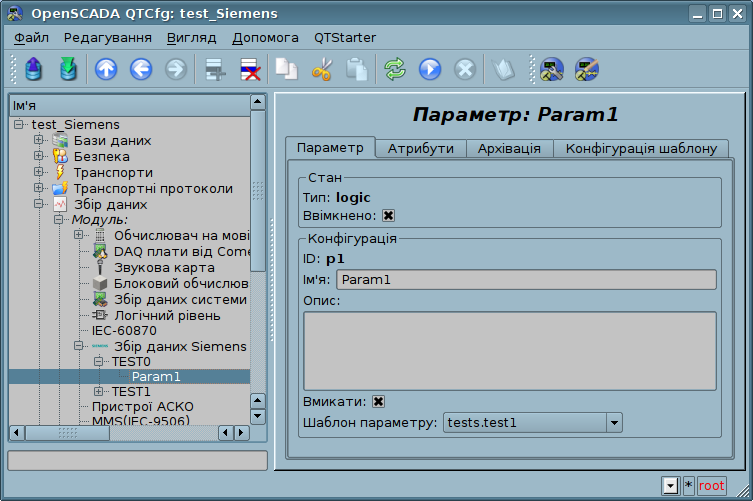 OpenSCADA QTCfg: test_Siemens
Файл Редагування Вигляд Допомога QTStarter
Ім'я
test_Siemens
Бази даних
Безпека
Транспорти
Транспортні протоколи
Збір даних
Модуль:
Обчислювач на мові
DAQ плати від Come
Звукова карта
Блоковий обчислюв
Збір даних системи
Логічний рівень
IEC-60870
Збір даних Siemens
TEST0
Param1
TEST1
Пристрої АСКО
MMS(IEC-9506)
Параметр: Param1
Параметр Атрибути Архівація Конфігурація шаблону
Стан
Тип: logic
Ввімкнено:
Конфігурація
ID: p1
Ім'я: Param1
Опис:
Вмикати:
Шаблон параметру: tests.test1
* root